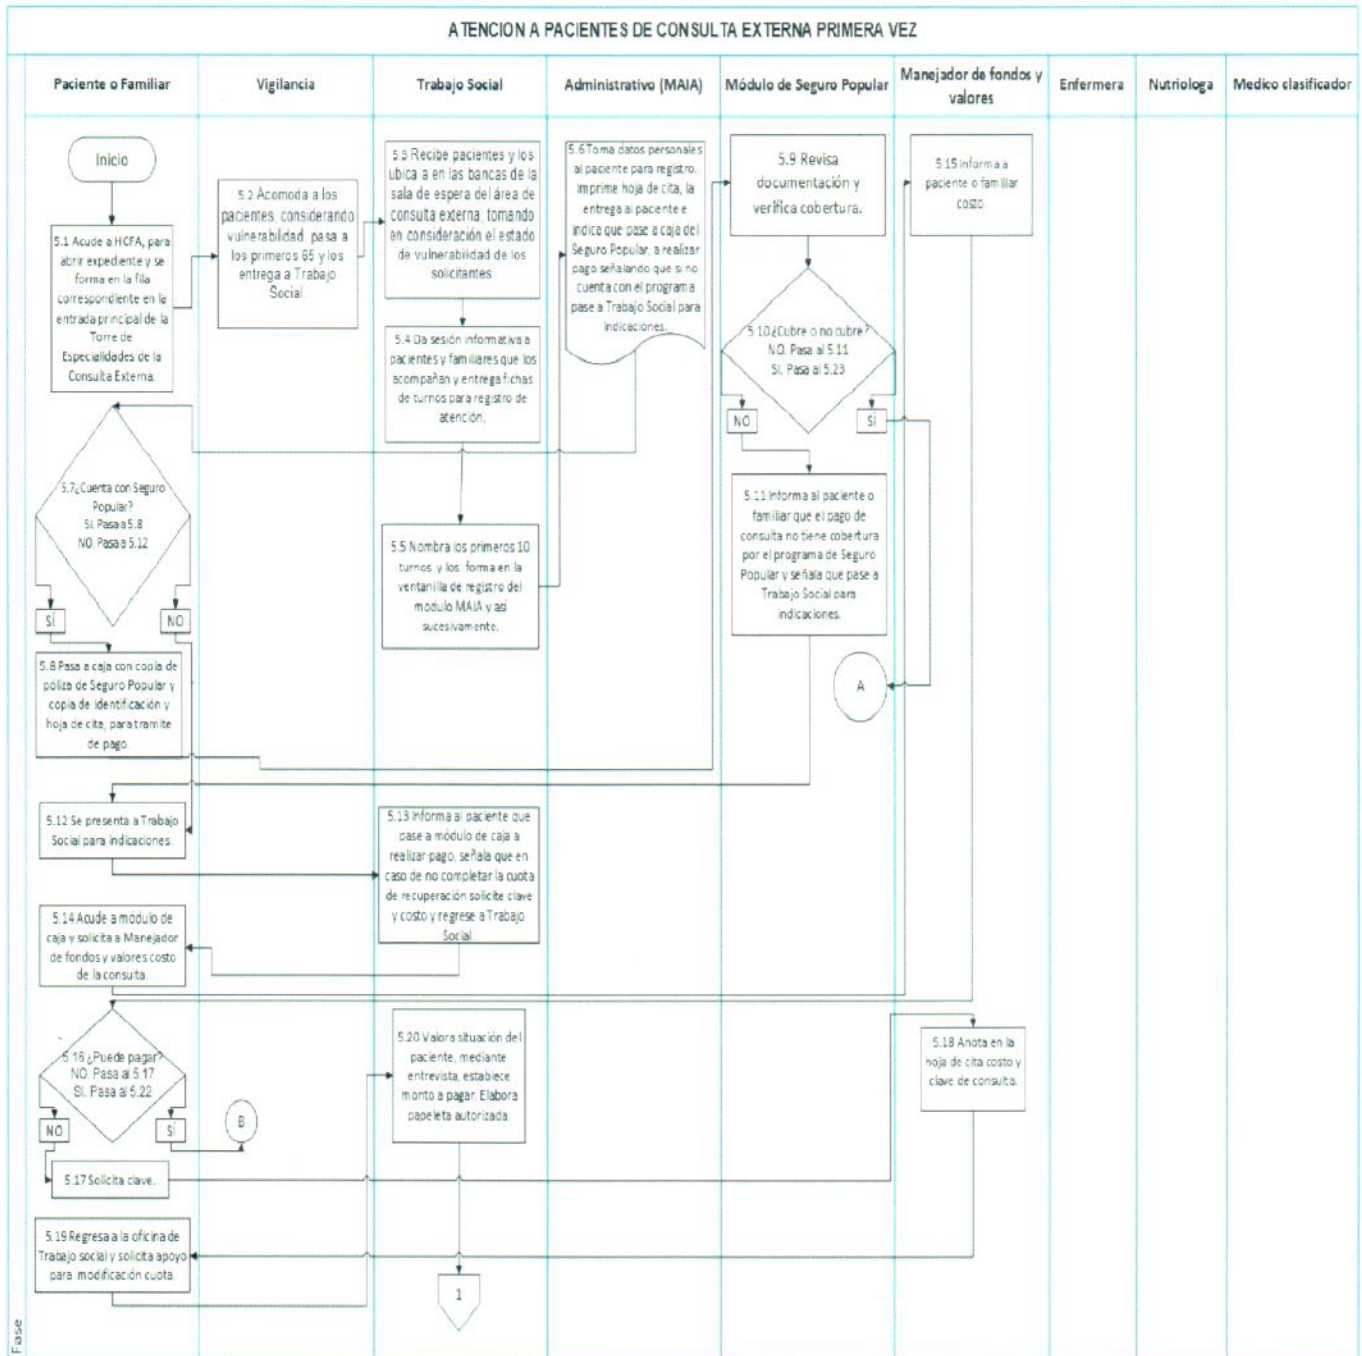 ATENCION A PACIENTES DE CONSULTA EXTERNA PRIMERA VEZ
Paciente o Familiar
Vigilancia
Trabajo Social
Administrativo (MAIA)
Módulo de Seguro Popular
Manejador de fondos y
valores
Enfermera
Nutriologa
Medico clasificador
Inicio
5.1 Acude a HCFA, para
abrir expediente y se
forma en la fila
correspondiente en la
entrada principal de la
Torre de
Especialidades de la
Consulta Externa.
5.2 Acomoda a los
pacientes, considerando
vulnerabilidad, pasa a
los primeros 65 y los
entrega a Trabajo
Social.
5.3 Recibe pacientes y los
ubica a en las bancas de la
sala de espera del área de
consulta externa, tomando
en consideración el estado
de vulnerabilidad de los
solicitantes
5.4 Da sesión informativa a
pacientes y familiares que los
acompañan y entrega fichas
de turnos para registro de
atención.
5.5 Nombra los primeros 10
turnos y los forma en la
ventanilla de registro del
modulo MAIA y así
sucesivamente.
5.6 Toma datos personales
al paciente para registro.
Imprime hoja de cita, la
entrega al paciente e
indica que pase a caja del
Seguro Popular, a realizar
pago señalando que si no
cuenta con el programa
pase a Trabajo Social para
indicaciones.
5.7 ¿Cuenta con Seguro
Popular?
SI. Pasa a 5.8
NO. Pasa a 5.12
SÍ
NO
5.8 Pasa a caja con copia de
póliza de Seguro Popular y
copia de identificación y
hoja de cita, para tramite
de pago.
5.9 Revisa
documentación y
verifica cobertura.
5.10 ¿Cubre o no cubre?
NO. Pasa al 5.11
SI. Pasa al 5.23
NO
SÍ
5.11 Informa al paciente o
familiar que el pago de
consulta no tiene cobertura
por el programa de Seguro
Popular y señala que pase a
Trabajo Social para
indicaciones.
A
5.12 Se presenta a Trabajo
Social para indicaciones.
5.13 Informa al paciente que
pase a módulo de caja a
realizar pago, señala que en
caso de no completar la cuota
de recuperación solicite clave
y costo y regrese a Trabajo
Social
5.14 Acude a módulo de
caja y solicita a Manejador
de fondos y valores costo
de la consulta.
5.15 Informa a
paciente o familiar
costo.
5.16 ¿Puede pagar?
NO. Pasa al 5.17
SI. Pasa al 5.22
NO
SÍ
B
5.17 Solicita clave.
5.18 Anota en la
hoja de cita costo y
clave de consulta.
5.19 Regresa a la oficina de
Trabajo social y solicita apoyo
para modificación cuota.
5.20 Valora situación del
paciente, mediante
entrevista, establece
monto a pagar. Elabora
papeleta autorizada.
1
Fase